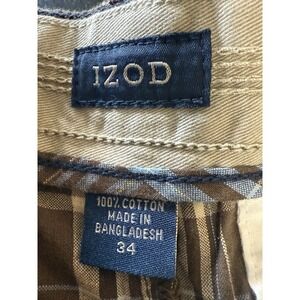 IZOD
100% COTTON
MADE IN
BANGLADESH
34